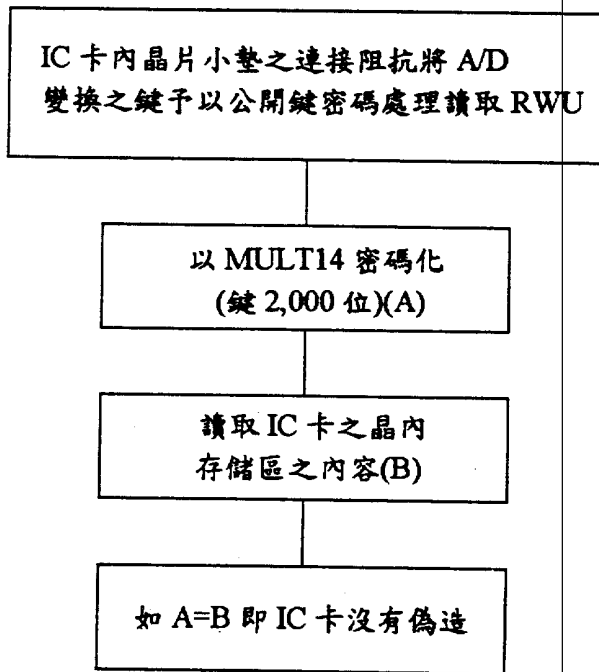 IC 卡內晶片小墊之連接阻抗將 A/D
變換之鍵予以公開鍵密碼處理讀取 RWU
以 MULT14 密碼化
(鍵 2,000 位)(A)
讀取 IC 卡之晶內
存儲區之內容(B)
如 A=B 即 IC 卡沒有偽造